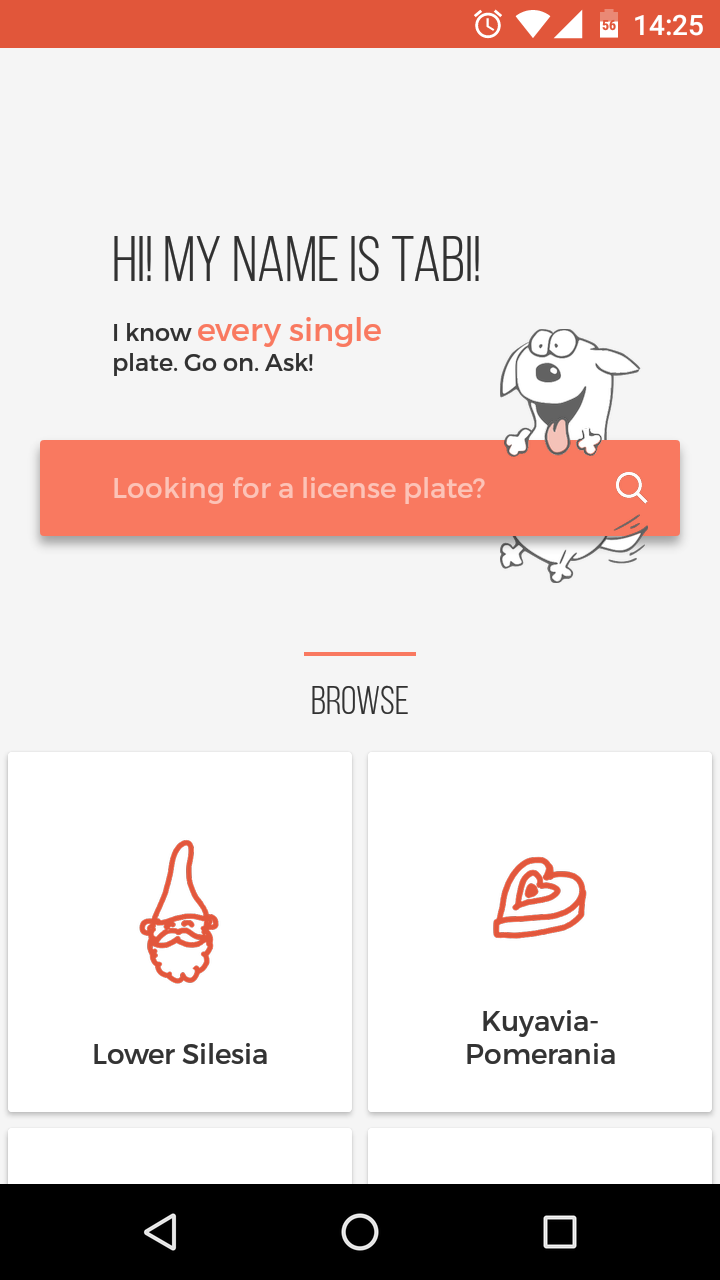 56 14:25
HI! MY NAME IS TABI!
I know every single
plate. Go on. Ask!
Looking for a license plate?
BROWSE
Lower Silesia
Kuyavia-
Pomerania